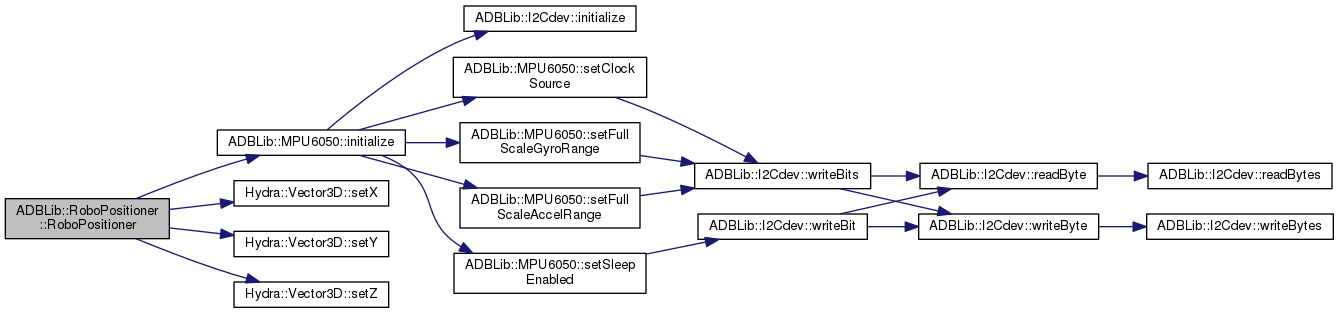 ADBLib::RoboPositioner
::RoboPositioner
ADBLib::MPU6050::initialize
Hydra::Vector3D::setX
Hydra::Vector3D::setY
Hydra::Vector3D::setZ
ADBLib::I2Cdev::initialize
ADBLib::MPU6050::setClock
Source
ADBLib::MPU6050::setFull
ScaleGyroRange
ADBLib::MPU6050::setFull
ScaleAccelRange
ADBLib::MPU6050::setSleep
Enabled
ADBLib::I2Cdev::writeBits
ADBLib::I2Cdev::writeBit
ADBLib::I2Cdev::readByte
ADBLib::I2Cdev::writeByte
ADBLib::I2Cdev::readBytes
ADBLib::I2Cdev::writeBytes